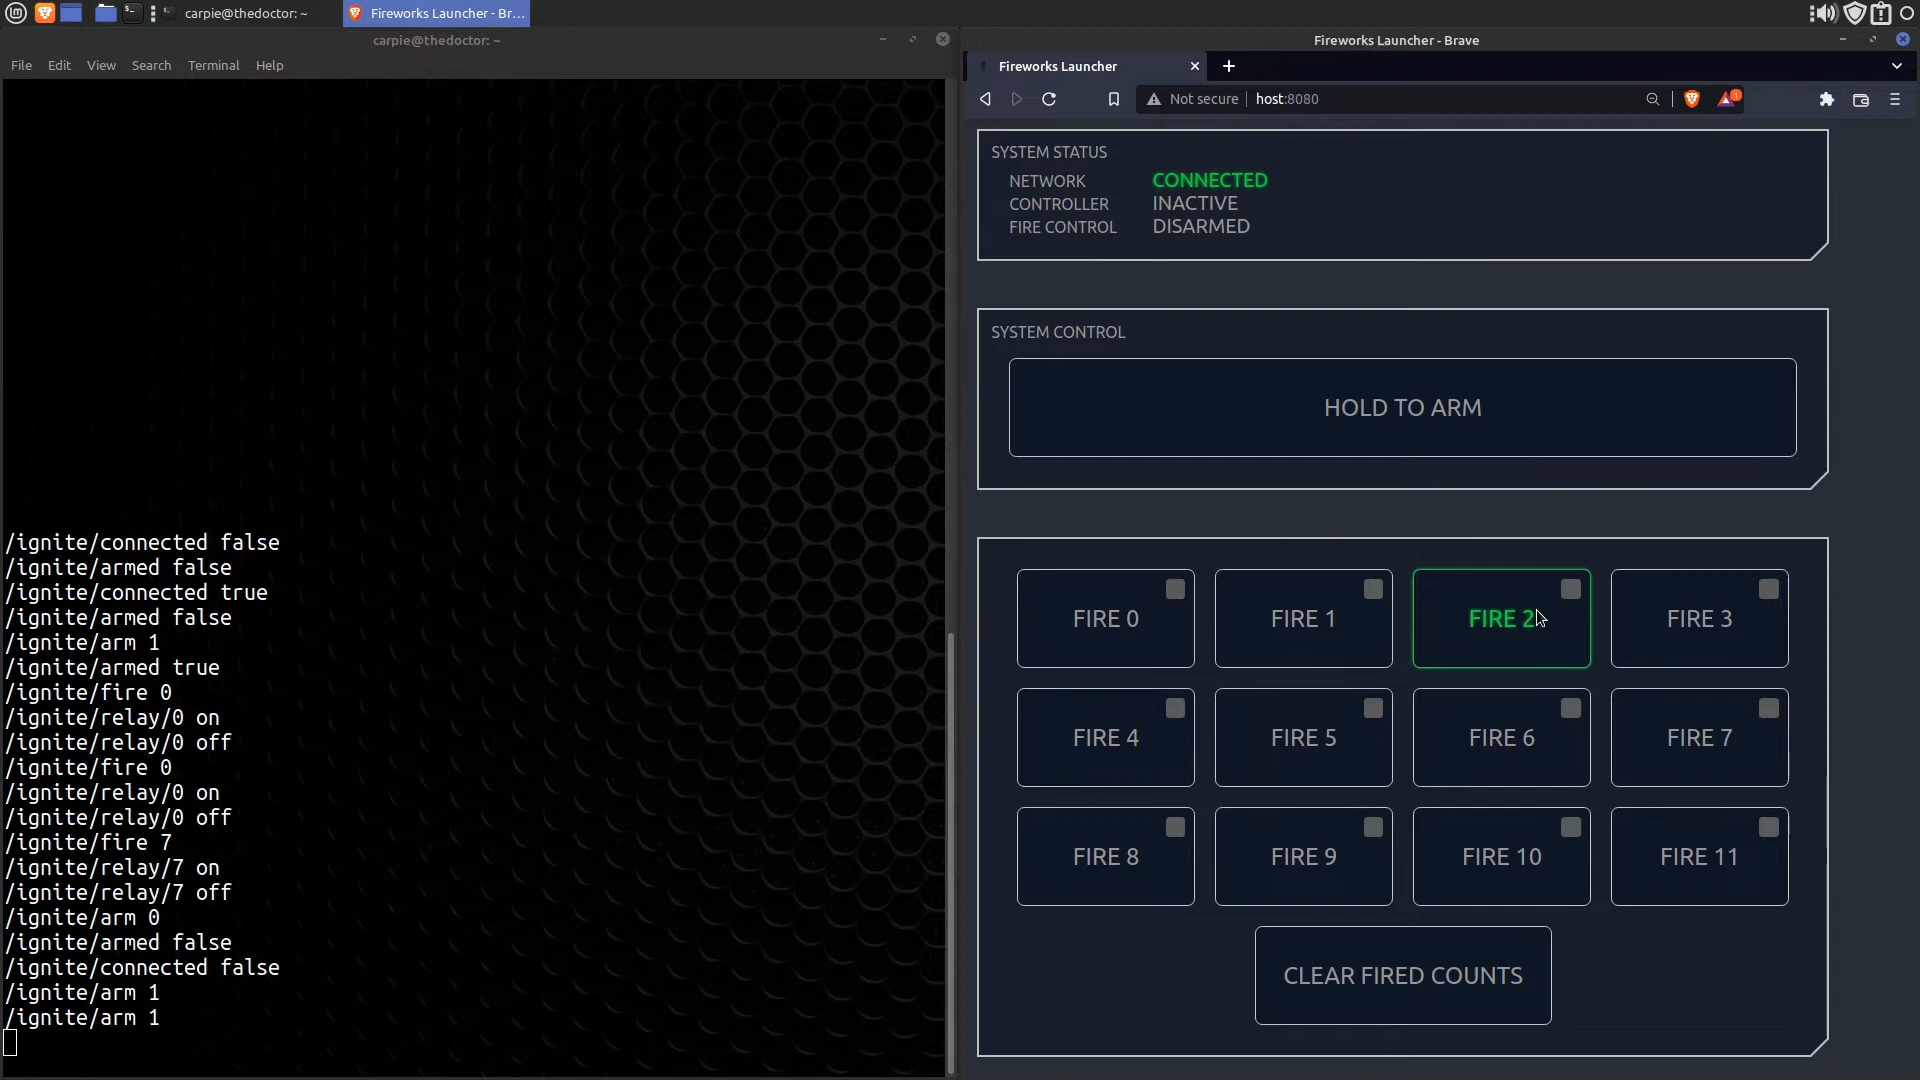 carpie@thedoctor: ~
Fireworks Launcher - Br...
carpie@thedoctor: ~
File Edit View Search Terminal Help
/ignite/connected false
/ignite/armed false
/ignite/connected true
/ignite/armed false
/ignite/arm 1
/ignite/armed true
/ignite/fire 0
/ignite/relay/0 on
/ignite/relay/0 off
/ignite/fire 0
/ignite/relay/0 on
/ignite/relay/0 off
/ignite/fire 7
/ignite/relay/7 on
/ignite/relay/7 off
/ignite/arm 0
/ignite/armed false
/ignite/connected false
/ignite/arm 1
/ignite/arm 1
Fireworks Launcher - Brave
Fireworks Launcher
Not secure host:8080
1
SYSTEM STATUS
NETWORK CONNECTED
CONTROLLER INACTIVE
FIRE CONTROL DISARMED
SYSTEM CONTROL
HOLD TO ARM
FIRE 0 FIRE 1 FIRE 2 FIRE 3
FIRE 4 FIRE 5 FIRE 6 FIRE 7
FIRE 8 FIRE 9 FIRE 10 FIRE 11
CLEAR FIRED COUNTS